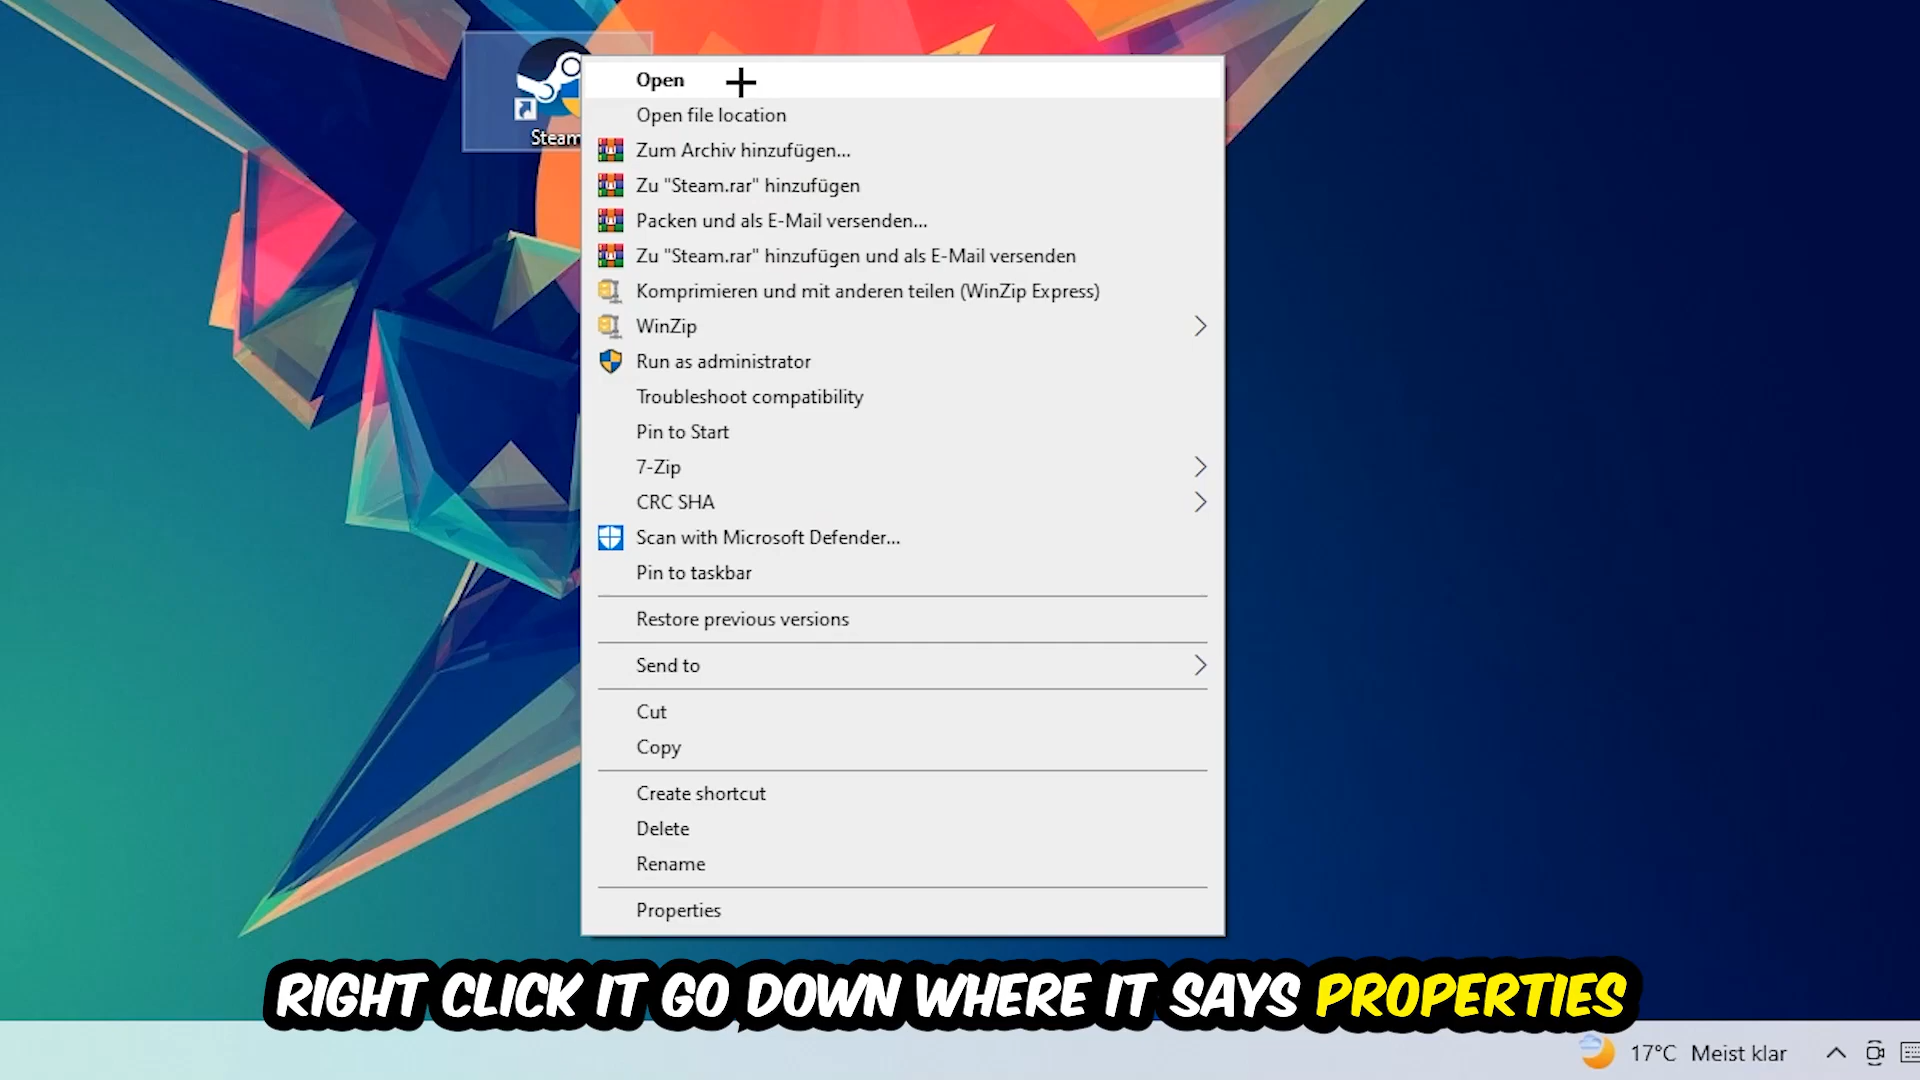 Steam
Open
Open file location
Zum Archiv hinzufügen...
Zu "Steam.rar" hinzufügen
Packen und als E-Mail versenden...
Zu "Steam.rar" hinzufügen und als E-Mail versenden
Komprimieren und mit anderen teilen (WinZip Express)
WinZip
Run as administrator
Troubleshoot compatibility
Pin to Start
7-Zip
CRC SHA
Scan with Microsoft Defender...
Pin to taskbar
Restore previous versions
Send to
Cut
Copy
Create shortcut
Delete
Rename
Properties
RIGHT CLICK IT GO DOWN WHERE IT SAYS PROPERTIES
17°C Meist klar